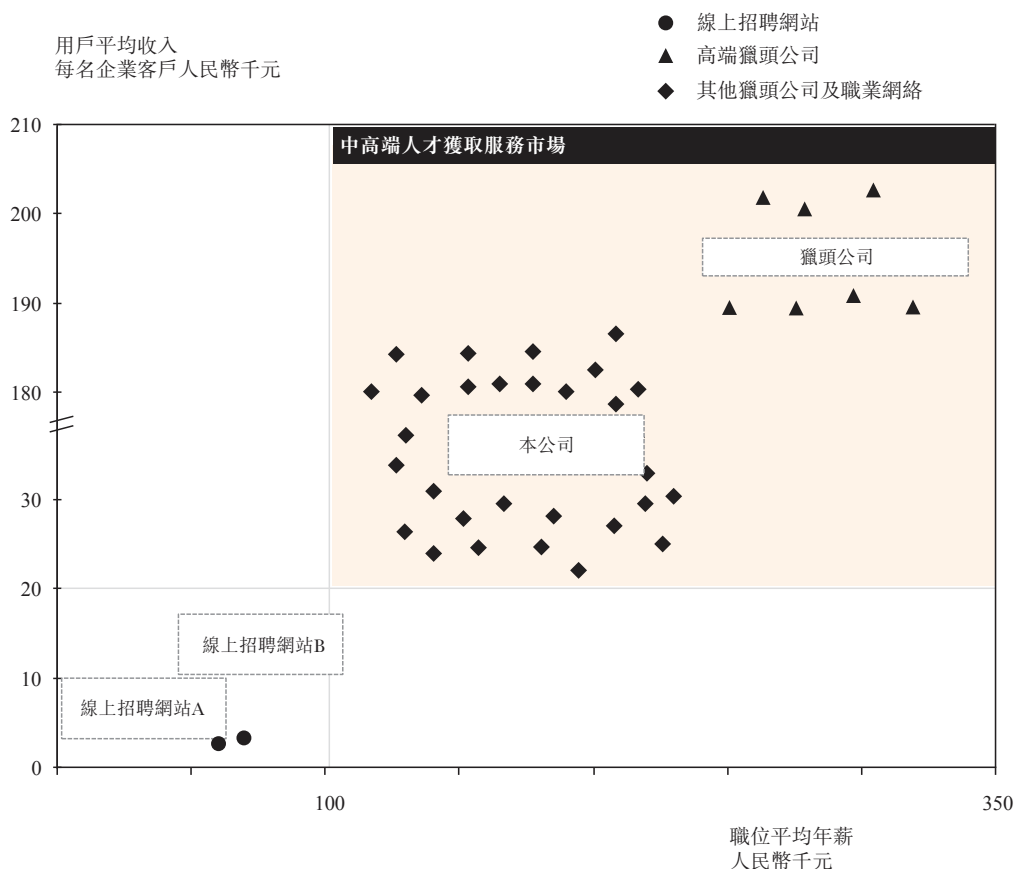 線上招聘網站
高端獵頭公司
其他獵頭公司及職業網絡
用戶平均收入
每名企業客戶人民幣千元
210
中高端人才獲取服務市場
200
獵頭公司
190
180
本公司
30
20
線上招聘網站B
10
線上招聘網站A
0
100
350
職位平均年薪
人民幣千元